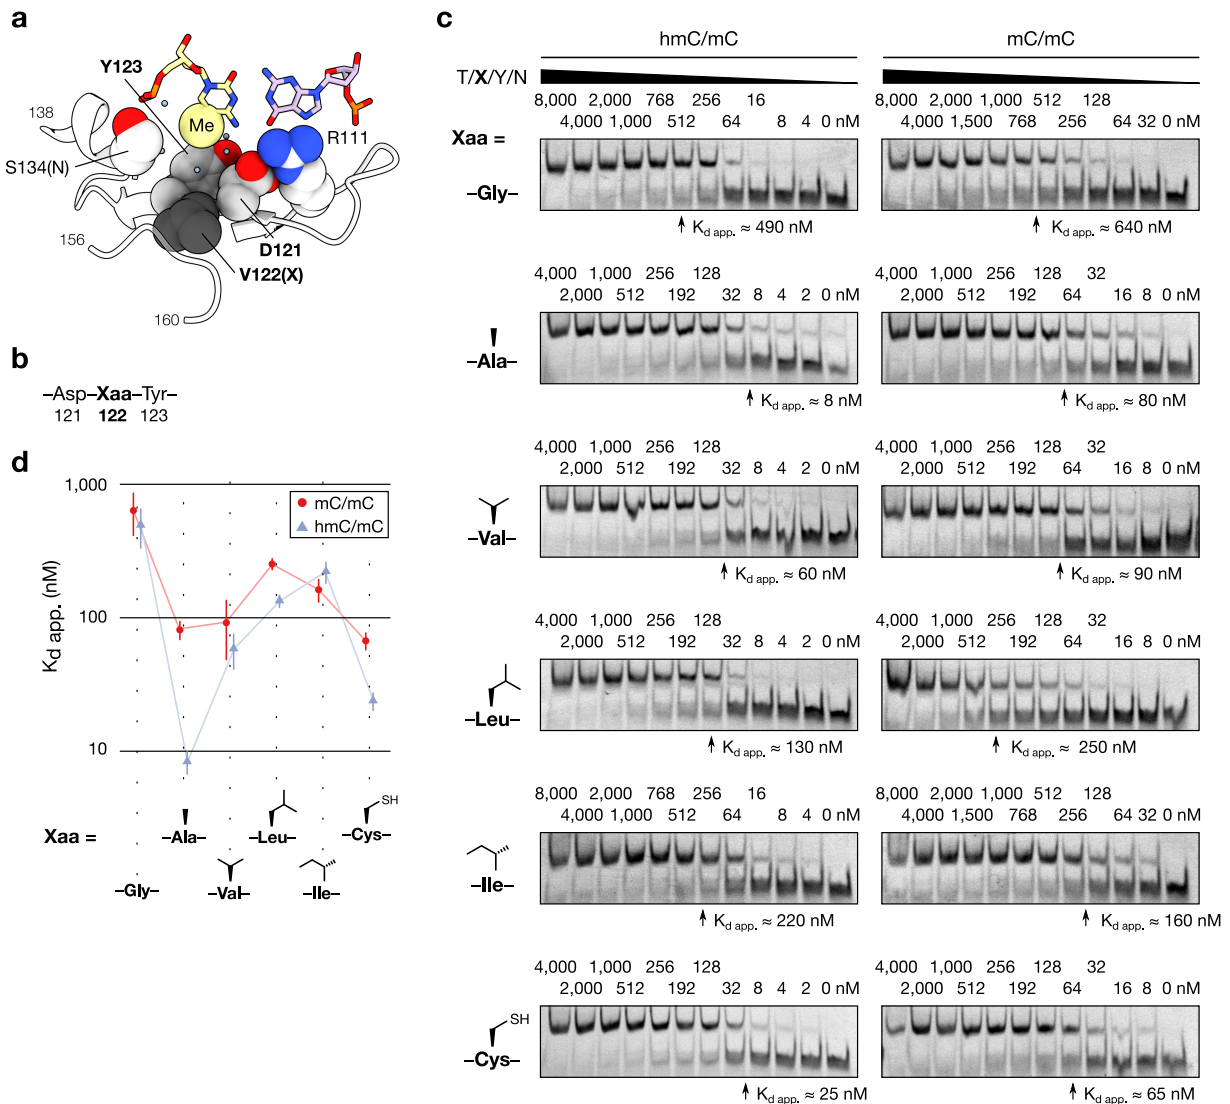 a
Y123
138
Me
R111
S134(N)
156
D121
V122(X)
160
b
–Asp–Xaa–Tyr–
121 122 123
c
hmC/mC
mC/mC
T/X/Y/N
Xaa =
8,000 2,000 768 256 16
4,000 1,000 512 64 8 4 0 nM
8,000 2,000 1,000 512 128
4,000 1,500 768 256 64 32 0 nM
–Gly–
Kd app. ≈ 490 nM
Kd app. ≈ 640 nM
4,000 1,000 256 128
2,000 512 192 32 8 4 2 0 nM
4,000 1,000 256 128 32
2,000 512 192 64 16 8 0 nM
–Ala–
Kd app. ≈ 8 nM
Kd app. ≈ 80 nM
4,000 1,000 256 128
2,000 512 192 32 8 4 2 0 nM
4,000 1,000 256 128 32
2,000 512 192 64 16 8 0 nM
–Val–
Kd app. ≈ 60 nM
Kd app. ≈ 90 nM
4,000 1,000 256 128
2,000 512 192 32 8 4 2 0 nM
4,000 1,000 256 128 32
2,000 512 192 64 16 8 0 nM
–Leu–
Kd app. ≈ 130 nM
Kd app. ≈ 250 nM
8,000 2,000 768 256 16
4,000 1,000 512 64 8 4 0 nM
8,000 2,000 1,000 512 128
4,000 1,500 768 256 64 32 0 nM
–Ile–
Kd app. ≈ 220 nM
Kd app. ≈ 160 nM
4,000 1,000 256 128
2,000 512 192 32 8 4 2 0 nM
4,000 1,000 256 128 32
2,000 512 192 64 16 8 0 nM
SH
–Cys–
Kd app. ≈ 25 nM
Kd app. ≈ 65 nM
d
Kd app. (nM)
1,000
100
10
mC/mC
hmC/mC
Xaa =
–Gly–
–Ala–
–Val–
–Leu–
–Ile–
SH
–Cys–